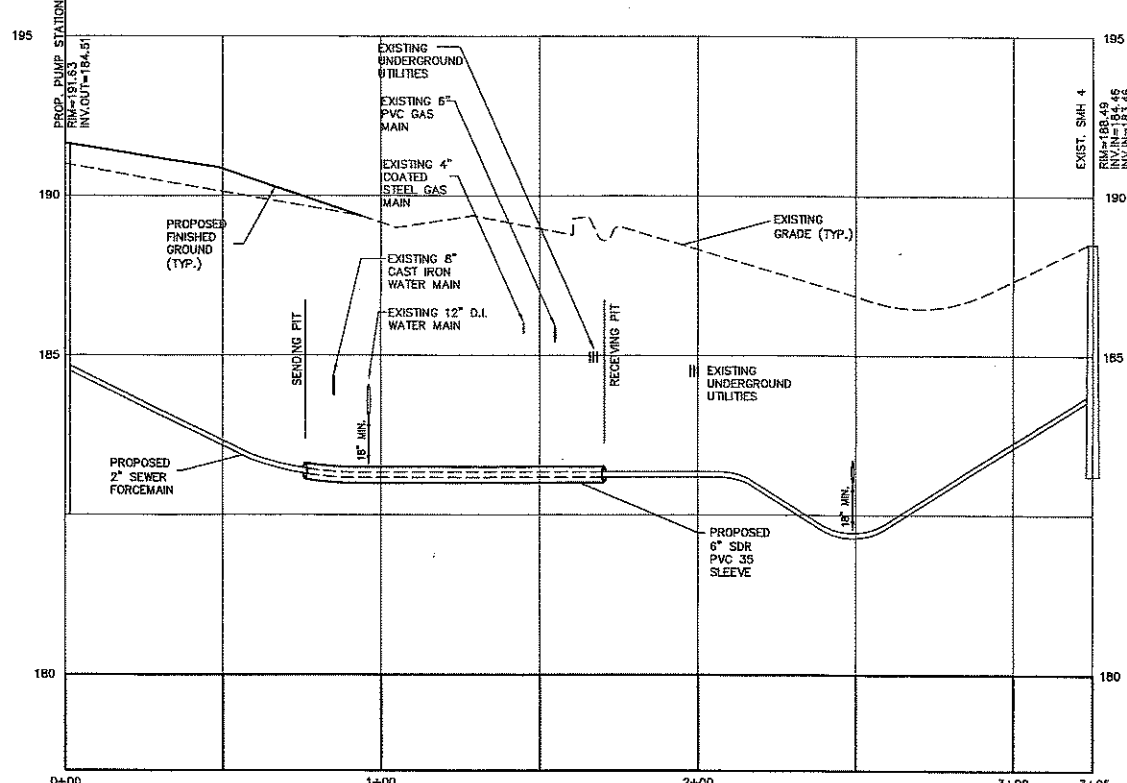 195
PROP. PUMP STATION
RIM=191.63
INV.OUT=184.51
EXISTING
UNDERGROUND
UTILITIES
EXISTING 6"
PVC GAS
MAIN
EXISTING 4"
COATED
STEEL GAS
MAIN
195
EXIST. SMH 4
RIM=188.49
INV.IN=184.46
INV.IN=183.46
190
190
PROPOSED
FINISHED
GROUND
(TYP.)
EXISTING
GRADE (TYP.)
EXISTING 8"
CAST IRON
WATER MAIN
EXISTING 12" D.I.
WATER MAIN
SENDING PIT
RECEIVING PIT
185
185
EXISTING
UNDERGROUND
UTILITIES
18" MIN.
18" MIN.
PROPOSED
2" SEWER
FORCEMAIN
PROPOSED
6" SDR
PVC 35
SLEEVE
180
180
0+00
1+00
2+00